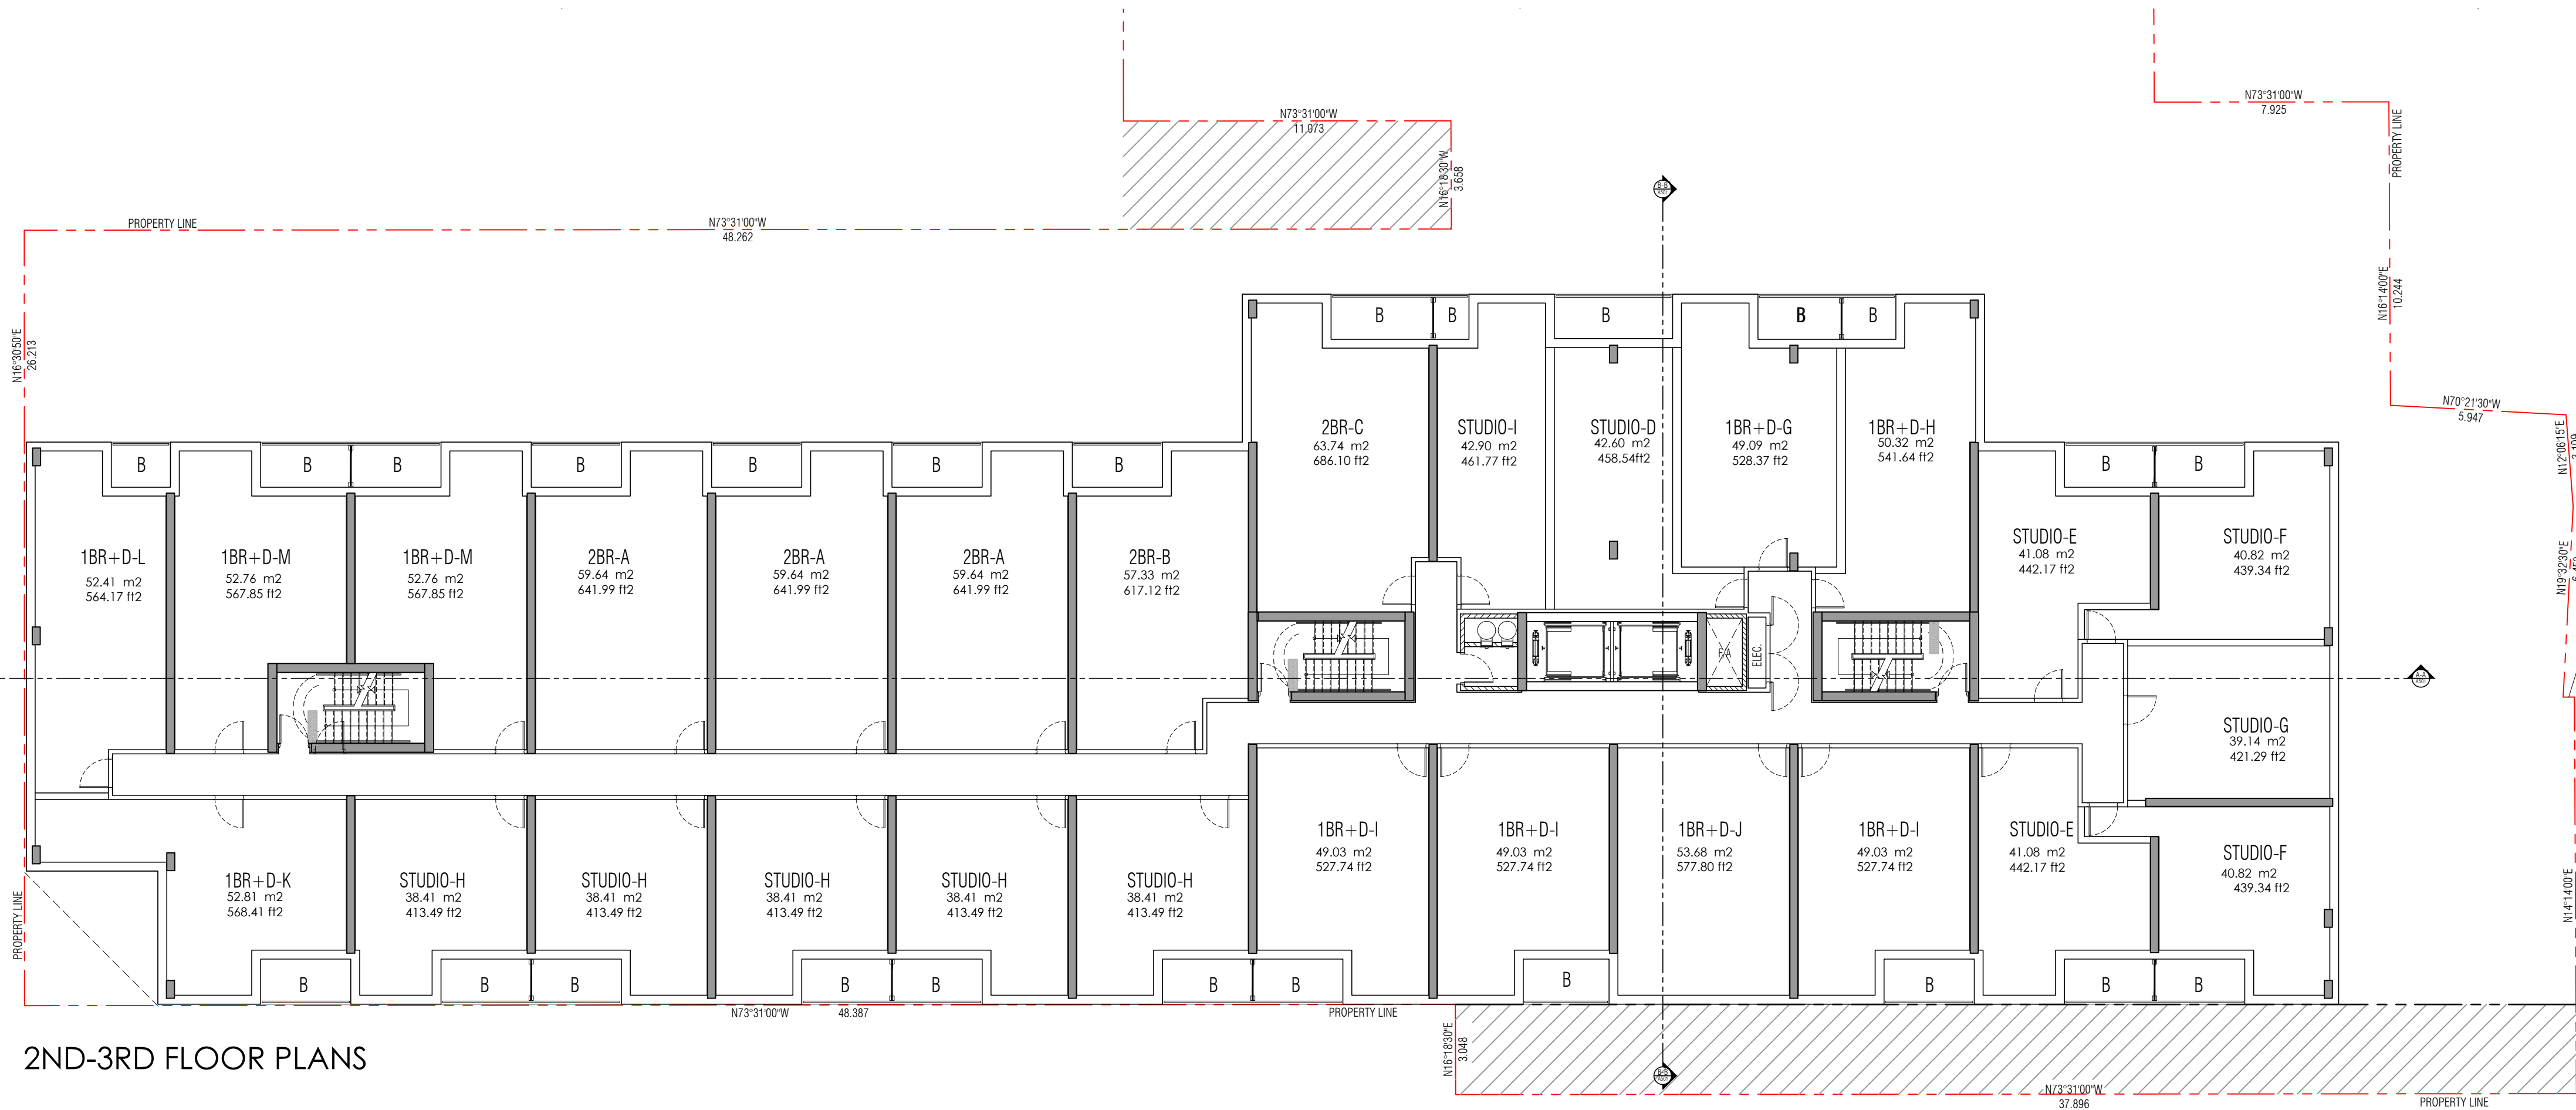 N73°31'00"W
11.073
N16°18'30"W
3.658
N73°31'00"W
7.925
PROPERTY LINE
PROPERTY LINE
N73°31'00"W
48.262
B-B
A501
N16°30'50"E
26.213
N16°14'00"E
10.244
N70°21'30"W
5.947
N12°06'15"E
N19°32'30"E
N14°14'00"E
B
B
B
B
B
B
B
B
B
B
B
B
B
B
2BR-C
63.74 m2
686.10 ft2
STUDIO-I
42.90 m2
461.77 ft2
STUDIO-D
42.60 m2
458.54ft2
1BR+D-G
49.09 m2
528.37 ft2
1BR+D-H
50.32 m2
541.64 ft2
1BR+D-L
52.41 m2
564.17 ft2
1BR+D-M
52.76 m2
567.85 ft2
1BR+D-M
52.76 m2
567.85 ft2
2BR-A
59.64 m2
641.99 ft2
2BR-A
59.64 m2
641.99 ft2
2BR-A
59.64 m2
641.99 ft2
2BR-B
57.33 m2
617.12 ft2
STUDIO-E
41.08 m2
442.17 ft2
STUDIO-F
40.82 m2
439.34 ft2
F/A
ELEC.
A-A
A501
STUDIO-G
39.14 m2
421.29 ft2
1BR+D-K
52.81 m2
568.41 ft2
STUDIO-H
38.41 m2
413.49 ft2
STUDIO-H
38.41 m2
413.49 ft2
STUDIO-H
38.41 m2
413.49 ft2
STUDIO-H
38.41 m2
413.49 ft2
STUDIO-H
38.41 m2
413.49 ft2
1BR+D-I
49.03 m2
527.74 ft2
1BR+D-I
49.03 m2
527.74 ft2
1BR+D-J
53.68 m2
577.80 ft2
1BR+D-I
49.03 m2
527.74 ft2
STUDIO-E
41.08 m2
442.17 ft2
STUDIO-F
40.82 m2
439.34 ft2
B
B
B
B
B
B
B
B
B
B
B
PROPERTY LINE
N73°31'00"W
48.387
PROPERTY LINE
N16°18'30"E
3.048
B-B
A501
N73°31'00"W
37.896
PROPERTY LINE
2ND-3RD FLOOR PLANS